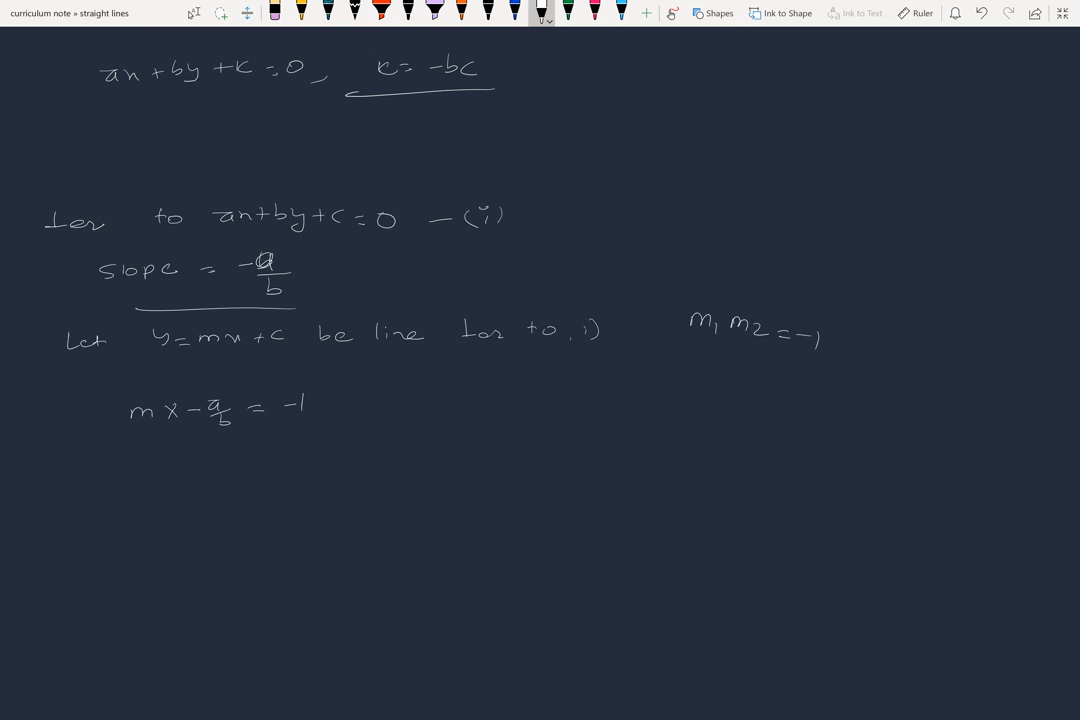 curriculum note » straight lines
Shapes Ink to Shape Ink to Text Ruler
ax + by + k = 0, k = -bc
⊥er to ax + by + c = 0 - (i)
slope = -a/b
Let y = mx + c be line ⊥er to (i) m₁ m₂ = -1
m × -a/b = -1